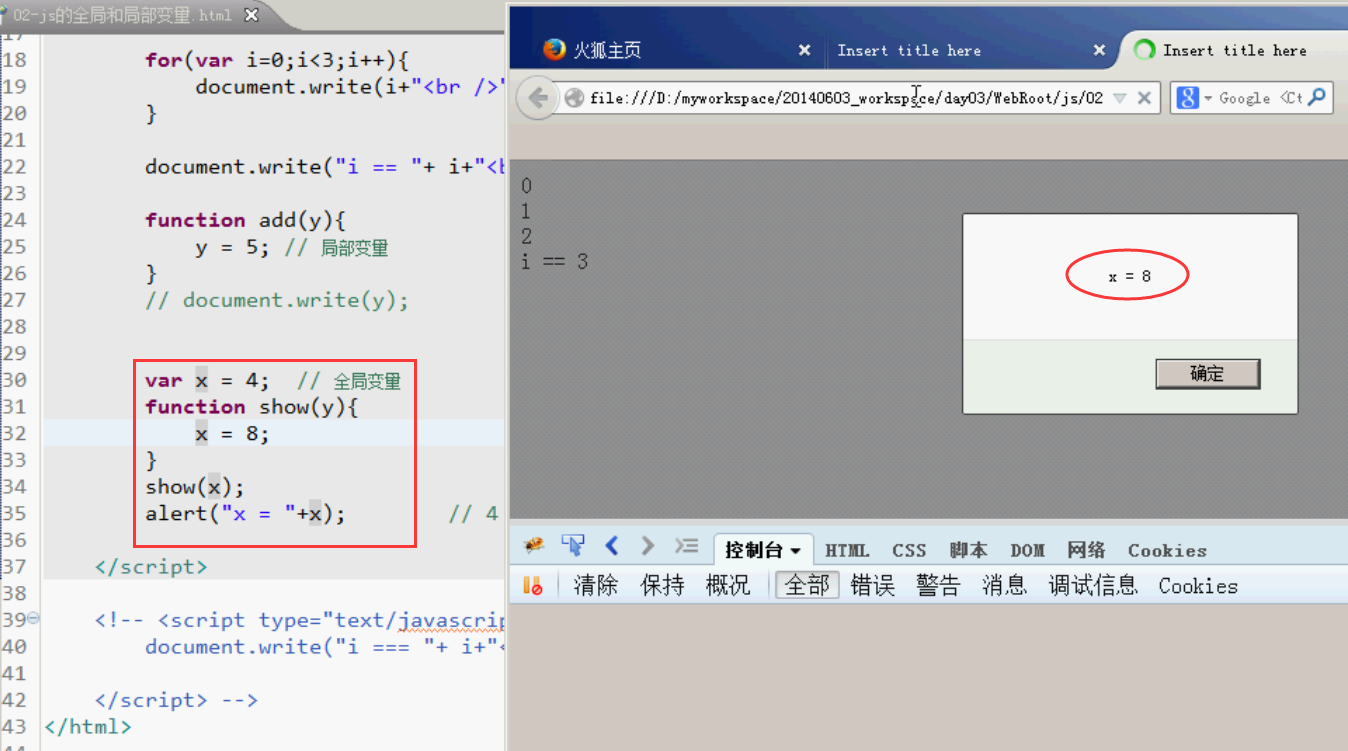 02-js的全局和局部变量.html
17
18 for(var i=0;i<3;i++){
19 document.write(i+"<br />"
20 }
21
22 document.write("i == "+ i+"<b
23
24 function add(y){
25 y = 5; // 局部变量
26 }
27 // document.write(y);
28
29
30 var x = 4; // 全局变量
31 function show(y){
32 x = 8;
33 }
34 show(x);
35 alert("x = "+x); // 4
36
37 </script>
38
39 <!-- <script type="text/javascrip
40 document.write("i === "+ i+"<
41
42 </script> -->
43 </html>
44
火狐主页
Insert title here
Insert title here
file:///D:/myworkspace/20140603_workspace/day03/WebRoot/js/02
Google <Ct
0
1
2
i == 3
x = 8
确定
控制台 HTML CSS 脚本 DOM 网络 Cookies
清除 保持 概况 全部 错误 警告 消息 调试信息 Cookies